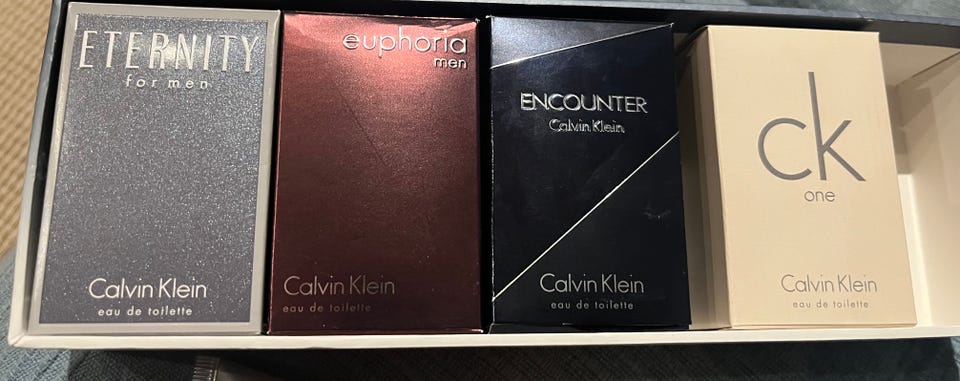 ETERNITY
for men
Calvin Klein
eau de toilette
euphoria
men
Calvin Klein
eau de toilette
ENCOUNTER
Calvin Klein
Calvin Klein
eau de toilette
ck
one
Calvin Klein
eau de toilette